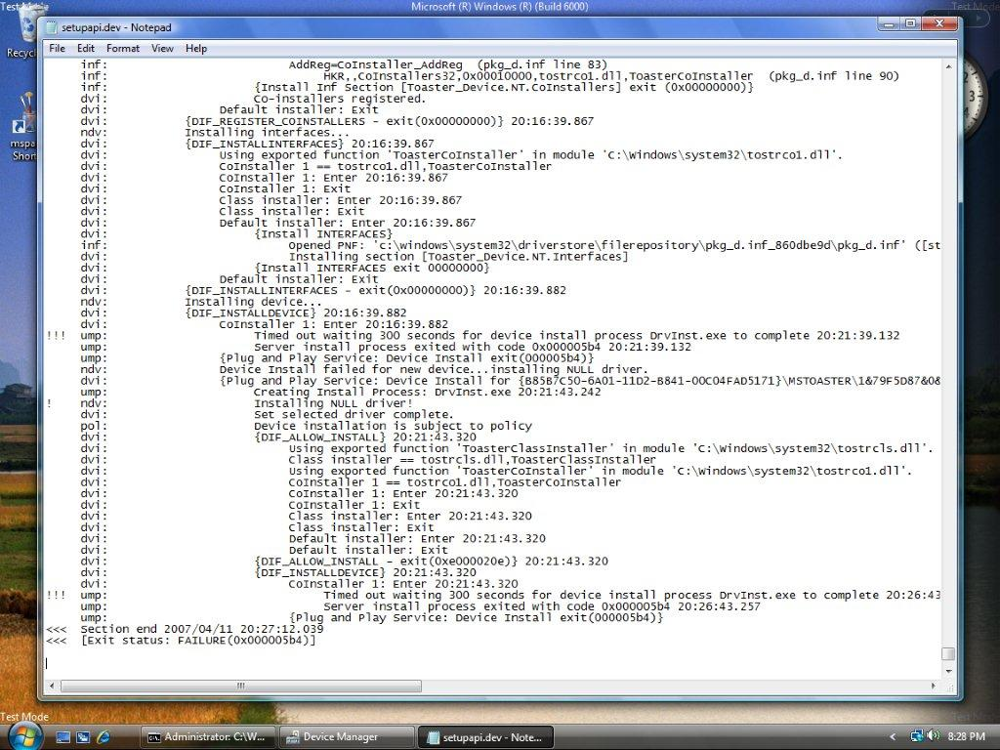 Test Mode
Microsoft (R) Windows (R) (Build 6000)
Test Mode
setupapi.dev - Notepad
Recycl
mspa
Short
File Edit Format View Help
inf: AddReg=CoInstaller_AddReg (pkg_d.inf line 83)
inf: HKR,,CoInstallers32,0x00010000,tostrco1.dll,ToasterCoInstaller (pkg_d.inf line 90)
inf: {Install Inf Section [Toaster_Device.NT.CoInstallers] exit (0x00000000)}
dvi: Co-installers registered.
dvi: Default installer: Exit
dvi: {DIF_REGISTER_COINSTALLERS - exit(0x00000000)} 20:16:39.867
ndv: Installing interfaces...
dvi: {DIF_INSTALLINTERFACES} 20:16:39.867
dvi: Using exported function 'ToasterCoInstaller' in module 'C:\Windows\system32\tostrco1.dll'.
dvi: CoInstaller 1 == tostrco1.dll,ToasterCoInstaller
dvi: CoInstaller 1: Enter 20:16:39.867
dvi: CoInstaller 1: Exit
dvi: Class installer: Enter 20:16:39.867
dvi: Class installer: Exit
dvi: Default installer: Enter 20:16:39.867
dvi: {Install INTERFACES}
inf: Opened PNF: 'c:\windows\system32\driverstore\filerepository\pkg_d.inf_860dbe9d\pkg_d.inf' ([st
dvi: Installing section [Toaster_Device.NT.Interfaces]
dvi: {Install INTERFACES exit 00000000}
dvi: Default installer: Exit
dvi: {DIF_INSTALLINTERFACES - exit(0x00000000)} 20:16:39.882
ndv: Installing device...
dvi: {DIF_INSTALLDEVICE} 20:16:39.882
dvi: CoInstaller 1: Enter 20:16:39.882
!!! ump: Timed out waiting 300 seconds for device install process DrvInst.exe to complete 20:21:39.132
ump: Server install process exited with code 0x000005b4 20:21:39.132
ump: {Plug and Play Service: Device Install exit(000005b4)}
ndv: Device Install failed for new device...installing NULL driver.
dvi: {Plug and Play Service: Device Install for {B85B7C50-6A01-11D2-B841-00C04FAD5171}\MSTOASTER\1&79F5D87&0&
ump: Creating Install Process: DrvInst.exe 20:21:43.242
! ndv: Installing NULL driver!
dvi: Set selected driver complete.
pol: Device installation is subject to policy
dvi: {DIF_ALLOW_INSTALL} 20:21:43.320
dvi: Using exported function 'ToasterClassInstaller' in module 'C:\Windows\system32\tostrcls.dll'.
dvi: Class installer == tostrcls.dll,ToasterClassInstaller
dvi: Using exported function 'ToasterCoInstaller' in module 'C:\Windows\system32\tostrco1.dll'.
dvi: CoInstaller 1 == tostrco1.dll,ToasterCoInstaller
dvi: CoInstaller 1: Enter 20:21:43.320
dvi: CoInstaller 1: Exit
dvi: Class installer: Enter 20:21:43.320
dvi: Class installer: Exit
dvi: Default installer: Enter 20:21:43.320
dvi: Default installer: Exit
dvi: {DIF_ALLOW_INSTALL - exit(0xe000020e)} 20:21:43.320
dvi: {DIF_INSTALLDEVICE} 20:21:43.320
dvi: CoInstaller 1: Enter 20:21:43.320
!!! ump: Timed out waiting 300 seconds for device install process DrvInst.exe to complete 20:26:43
ump: Server install process exited with code 0x000005b4 20:26:43.257
ump: {Plug and Play Service: Device Install exit(000005b4)}
<<< Section end 2007/04/11 20:27:12.039
<<< [Exit status: FAILURE(0x000005b4)]
Test Mode
Test Mode
Administrator: C:\W...
Device Manager
setupapi.dev - Note...
8:28 PM